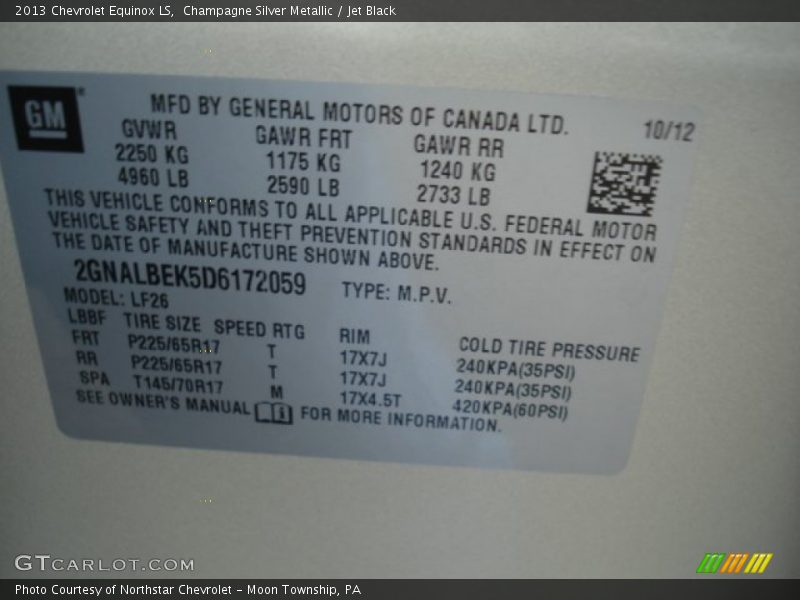 2013 Chevrolet Equinox LS,  Champagne Silver Metallic / Jet Black
GM
MFD BY GENERAL MOTORS OF CANADA LTD.
10/12
GVWR GAWR FRT GAWR RR
2250 KG 1175 KG 1240 KG
4960 LB 2590 LB 2733 LB
THIS VEHICLE CONFORMS TO ALL APPLICABLE U.S. FEDERAL MOTOR
VEHICLE SAFETY AND THEFT PREVENTION STANDARDS IN EFFECT ON
THE DATE OF MANUFACTURE SHOWN ABOVE.
2GNALBEK5D6172059 TYPE: M.P.V.
MODEL: LF26
LBBF TIRE SIZE SPEED RTG RIM COLD TIRE PRESSURE
FRT P225/65R17 T 17X7J 240KPA(35PSI)
RR P225/65R17 T 17X7J 240KPA(35PSI)
SPA T145/70R17 M 17X4.5T 420KPA(60PSI)
SEE OWNER'S MANUAL FOR MORE INFORMATION.
GTCARLOT.COM
Photo Courtesy of Northstar Chevrolet - Moon Township, PA